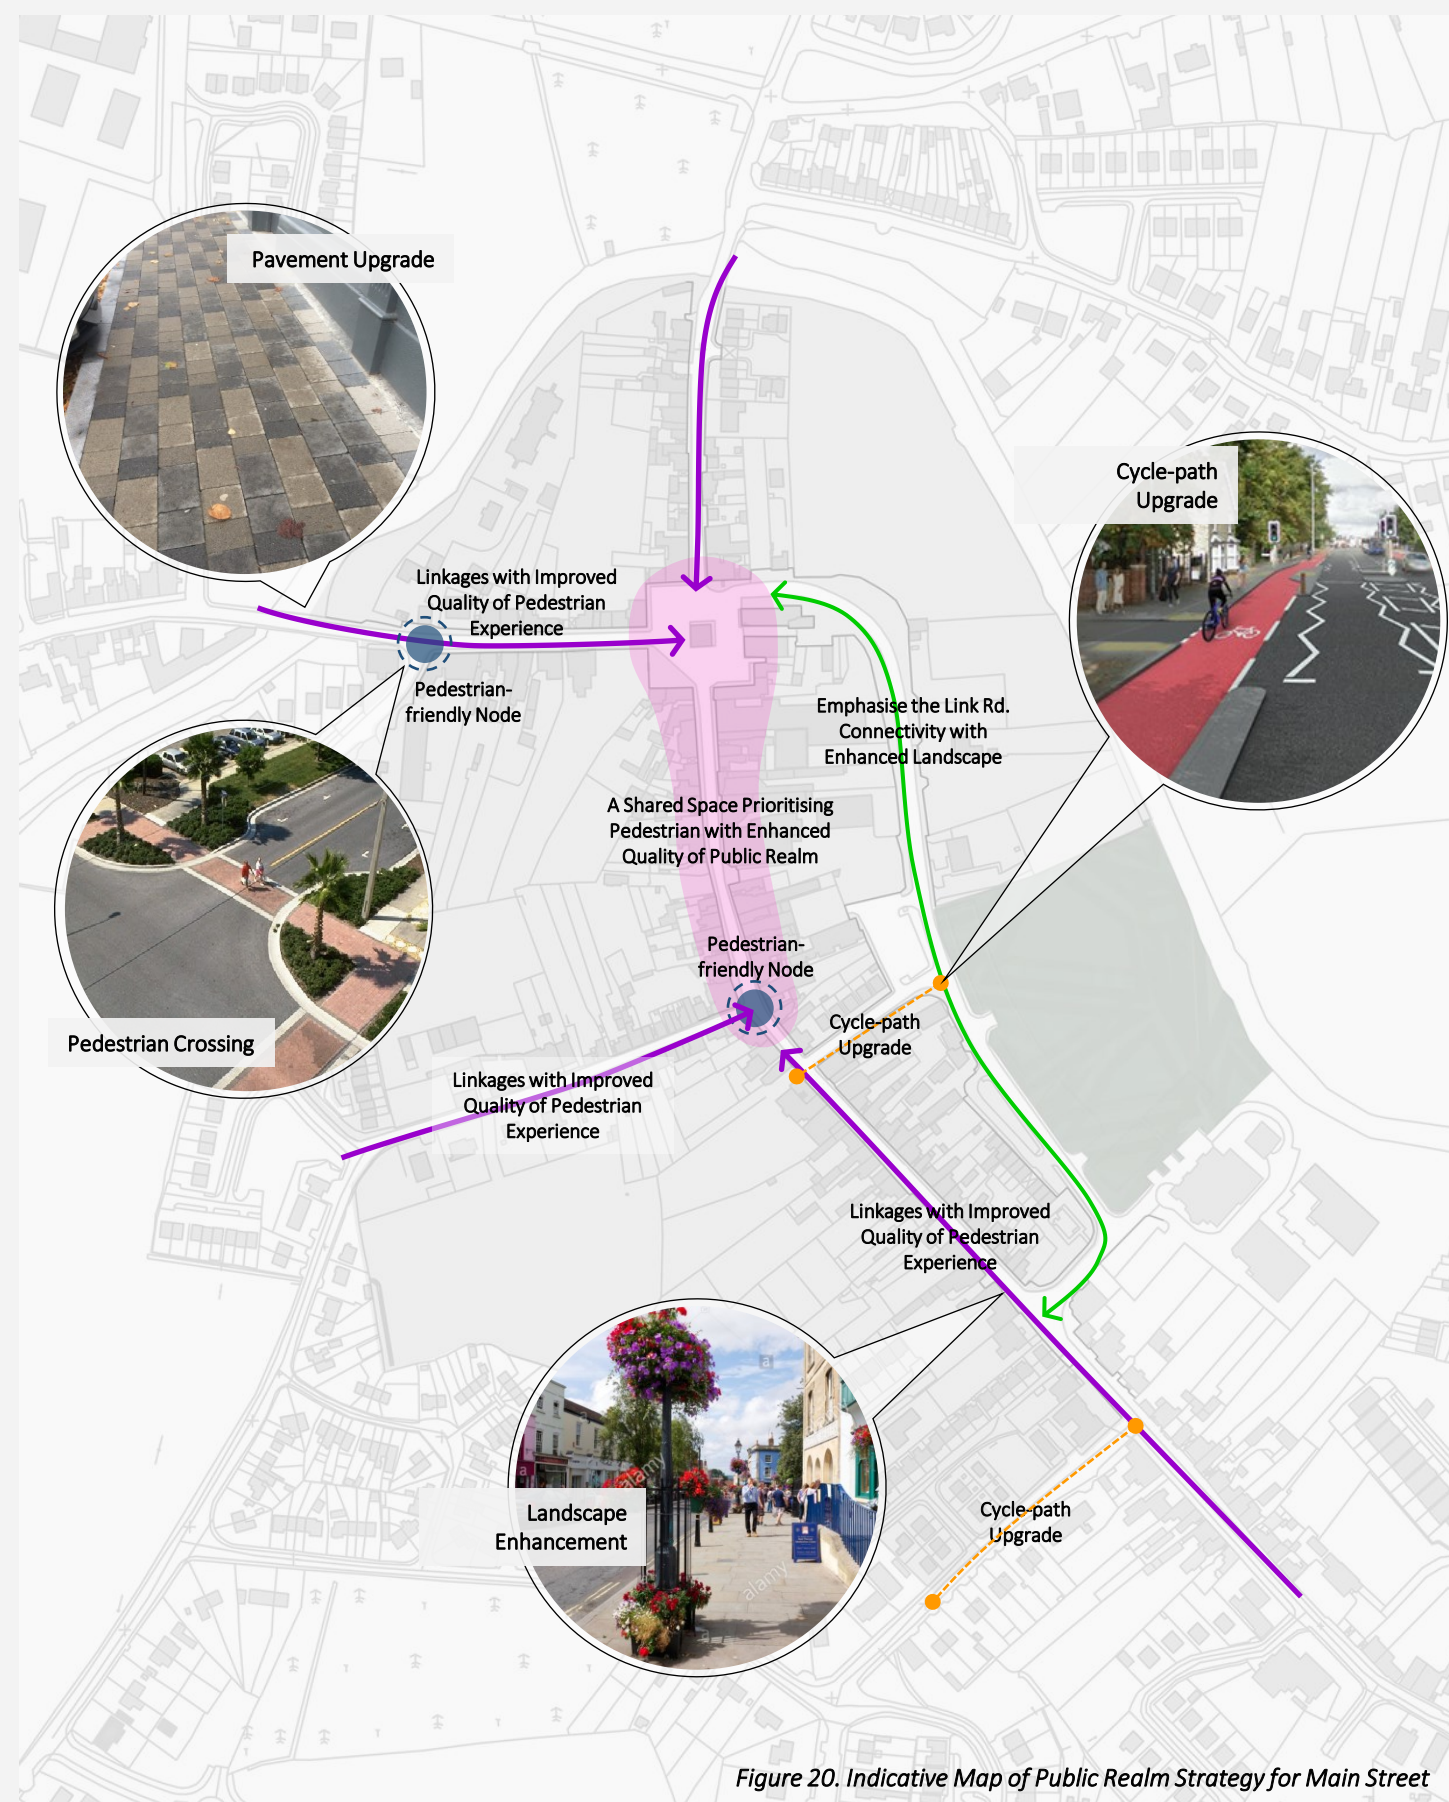 Pavement Upgrade
Cycle-path
Upgrade
Linkages with Improved
Quality of Pedestrian
Experience
Pedestrian-
friendly Node
Emphasise the Link Rd.
Connectivity with
Enhanced Landscape
A Shared Space Prioritising
Pedestrian with Enhanced
Quality of Public Realm
Pedestrian-
friendly Node
Cycle-path
Upgrade
Pedestrian Crossing
Linkages with Improved
Quality of Pedestrian
Experience
Linkages with Improved
Quality of Pedestrian
Experience
a
alamy
a
Landscape
Enhancement
Cycle-path
Upgrade
alamy
a
Figure 20. Indicative Map of Public Realm Strategy for Main Street